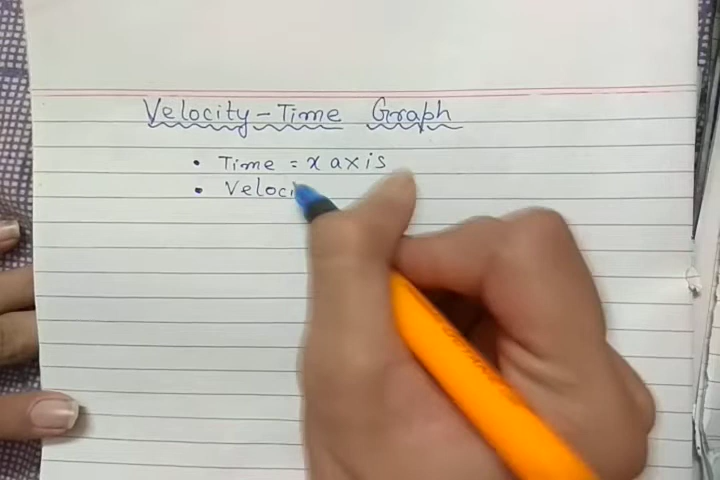 Velocity-Time Graph
• Time = x axis
• Veloci